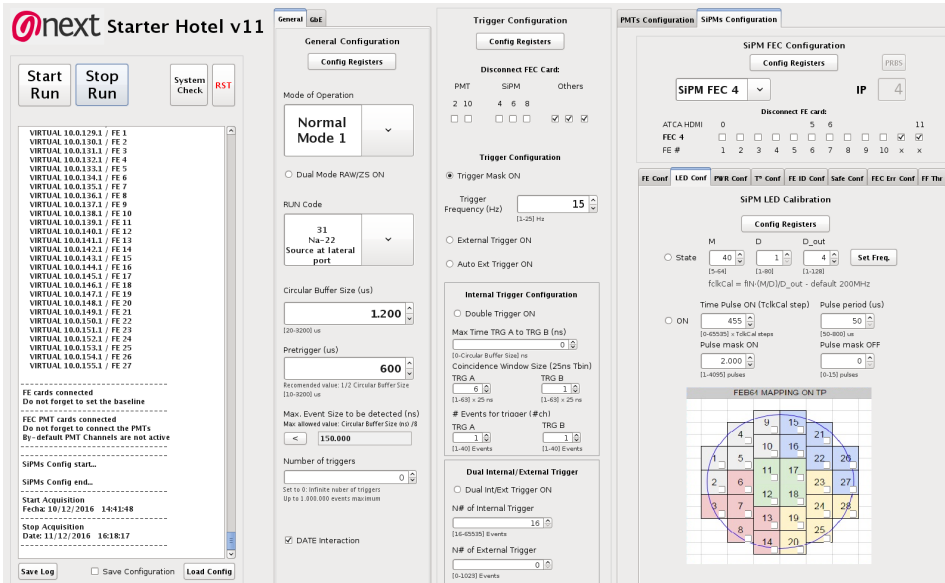 next Starter Hotel v11
Start Run
Stop Run
System Check
RST
VIRTUAL 10.0.129.1 / FE 1
VIRTUAL 10.0.130.1 / FE 2
VIRTUAL 10.0.131.1 / FE 3
VIRTUAL 10.0.132.1 / FE 4
VIRTUAL 10.0.133.1 / FE 5
VIRTUAL 10.0.134.1 / FE 6
VIRTUAL 10.0.135.1 / FE 7
VIRTUAL 10.0.136.1 / FE 8
VIRTUAL 10.0.137.1 / FE 9
VIRTUAL 10.0.138.1 / FE 10
VIRTUAL 10.0.139.1 / FE 11
VIRTUAL 10.0.140.1 / FE 12
VIRTUAL 10.0.141.1 / FE 13
VIRTUAL 10.0.142.1 / FE 14
VIRTUAL 10.0.143.1 / FE 15
VIRTUAL 10.0.144.1 / FE 16
VIRTUAL 10.0.145.1 / FE 17
VIRTUAL 10.0.146.1 / FE 18
VIRTUAL 10.0.147.1 / FE 19
VIRTUAL 10.0.148.1 / FE 20
VIRTUAL 10.0.149.1 / FE 21
VIRTUAL 10.0.150.1 / FE 22
VIRTUAL 10.0.151.1 / FE 23
VIRTUAL 10.0.152.1 / FE 24
VIRTUAL 10.0.153.1 / FE 25
VIRTUAL 10.0.154.1 / FE 26
VIRTUAL 10.0.155.1 / FE 27
FE cards connected
Do not forget to set the baseline
FEC PMT cards connected
Do not forget to connect the PMTs
By-default PMT Channels are not active
SiPMs Config start...
SiPMs Config end...
Start Acquisition
Fecha: 10/12/2016 14:41:48
Stop Acquisition
Date: 11/12/2016 16:18:17
Save Log
Save Configuration
Load Config
General GbE
General Configuration
Config Registers
Mode of Operation
Normal
Mode 1
Dual Mode RAW/ZS ON
RUN Code
31
Na-22
Source at lateral
port
Circular Buffer Size (us)
1.200
[20-3200] us
Pretrigger (us)
600
Recomended value: 1/2 Circular Buffer Size
[10-3200] us
Max. Event Size to be detected (ns)
Max allowed value: Circular Buffer Size (ns) /8
< 150.000
Number of triggers
0
Set to 0: Infinite nuber of triggers
Up to 1.000.000 events maximum
DATE Interaction
Trigger Configuration
Config Registers
Disconnect FEC Card:
PMT SiPM Others
2 10 4 6 8
Trigger Configuration
Trigger Mask ON
Trigger
Frequency (Hz) 15
[1-25] Hz
External Trigger ON
Auto Ext Trigger ON
Internal Trigger Configuration
Double Trigger ON
Max Time TRG A to TRG B (ns)
0
[0-Circular Buffer Size] ns
Coincidence Window Size (25ns Tbin)
TRG A TRG B
6 1
[1-63] x 25 ns [1-63] x 25 ns
# Events for trigger (#ch)
TRG A TRG B
1 1
[1-40] Events [1-40] Events
Dual Internal/External Trigger
Dual Int/Ext Trigger ON
N# of Internal Trigger
16
[16-65535] Events
N# of External Trigger
0
[0-1023] Events
PMTs Configuration SiPMs Configuration
SiPM FEC Configuration
Config Registers PRBS
SiPM FEC 4 IP 4
Disconnect FE card:
ATCA HDMI 0 5 6 11
FEC 4
FE # 1 2 3 4 5 6 7 8 9 10 x x
FE Conf LED Conf PWR Conf Tª Conf FE ID Conf Safe Conf FEC Err Conf FF Thr
SiPM LED Calibration
Config Registers
M D D_out
State 40 1 4 Set Freq.
[5-64] [1-80] [1-128]
fclkCal = fIN·(M/D)/D_out - default 200MHz
Time Pulse ON (TclkCal step) Pulse period (us)
ON 455 50
[0-65535] x TclkCal steps [50-800] us
Pulse mask ON Pulse mask OFF
2.000 0
[1-4095] pulses [0-15] pulses
FEB64 MAPPING ON TP
9 15
4 21
10 16
1 5 22 26
11 17
2 6 23 27
12 18
3 7 24 28
13 19
8 25
14 20